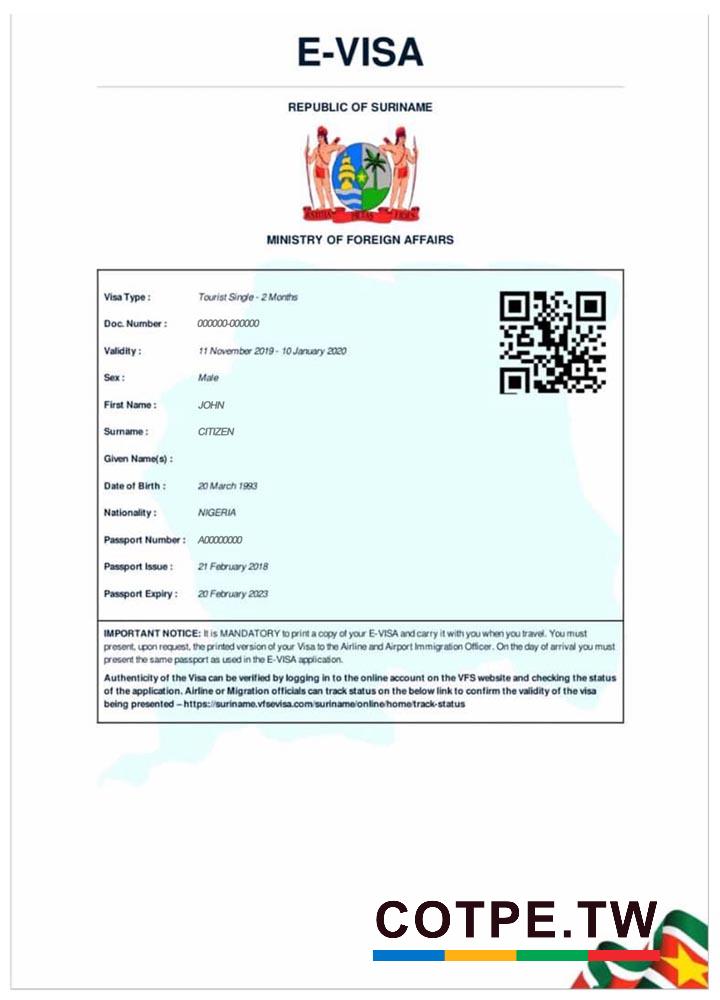 E-VISA
REPUBLIC OF SURINAME
JUSTITIA PIETAS FIDES
MINISTRY OF FOREIGN AFFAIRS
Visa Type : Tourist Single - 2 Months
Doc. Number : 000000-000000
Validity : 11 November 2019 - 10 January 2020
Sex : Male
First Name : JOHN
Surname : CITIZEN
Given Name(s) :
Date of Birth : 20 March 1993
Nationality : NIGERIA
Passport Number : A00000000
Passport Issue : 21 February 2018
Passport Expiry : 20 February 2023
IMPORTANT NOTICE: It is MANDATORY to print a copy of your E-VISA and carry it with you when you travel. You must
present, upon request, the printed version of your Visa to the Airline and Airport Immigration Officer. On the day of arrival you must
present the same passport as used in the E-VISA application.
Authenticity of the Visa can be verified by logging in to the online account on the VFS website and checking the status
of the application. Airline or Migration officials can track status on the below link to confirm the validity of the visa
being presented – https://suriname.vfsevisa.com/suriname/online/home/track-status
COTPE.TW